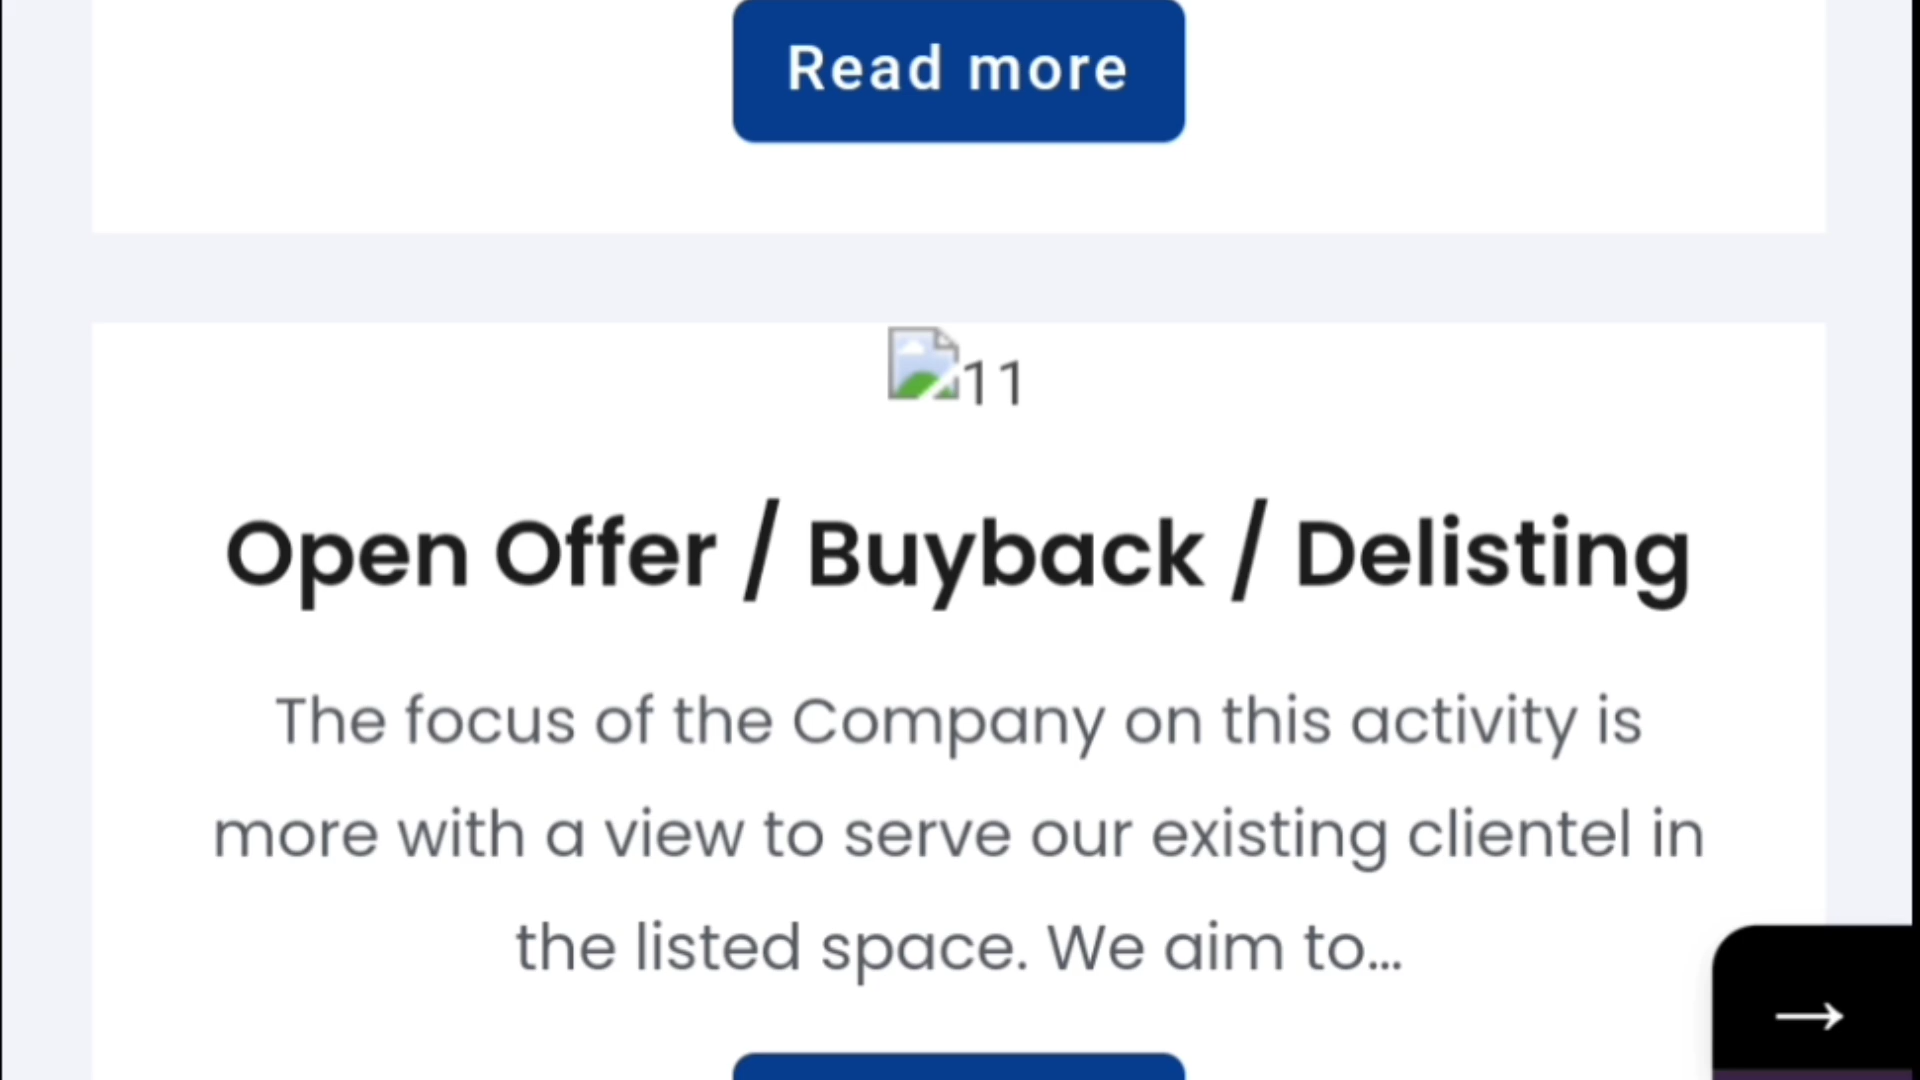 Read more
11
Open Offer / Buyback / Delisting
The focus of the Company on this activity is
more with a view to serve our existing clientel in
the listed space. We aim to...
→